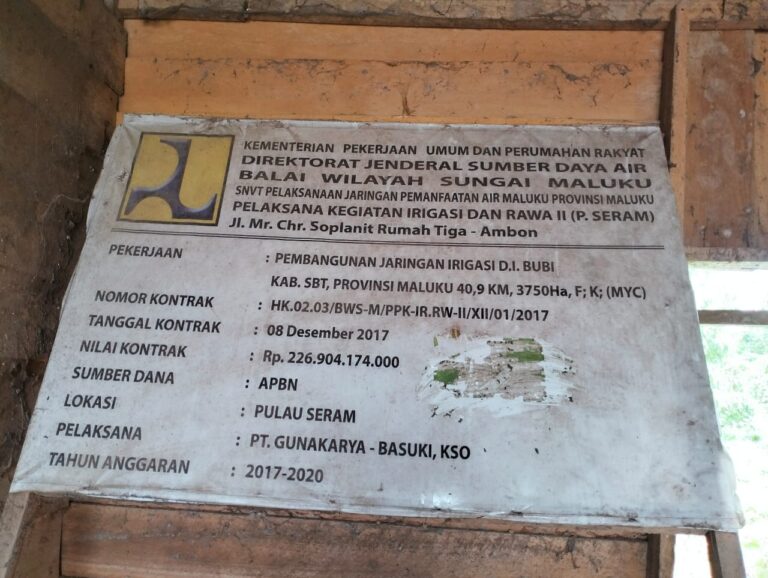 KEMENTERIAN PEKERJAAN UMUM DAN PERUMAHAN RAKYAT
DIREKTORAT JENDERAL SUMBER DAYA AIR
BALAI WILAYAH SUNGAI MALUKU
SNVT PELAKSANAAN JARINGAN PEMANFAATAN AIR MALUKU PROVINSI MALUKU
PELAKSANA KEGIATAN IRIGASI DAN RAWA II (P. SERAM)
Jl. Mr. Chr. Soplanit Rumah Tiga - Ambon
PEKERJAAN : PEMBANGUNAN JARINGAN IRIGASI D.I. BUBI
KAB. SBT, PROVINSI MALUKU 40,9 KM, 3750Ha, F; K; (MYC)
NOMOR KONTRAK : HK.02.03/BWS-M/PPK-IR.RW-II/XII/01/2017
TANGGAL KONTRAK : 08 Desember 2017
NILAI KONTRAK : Rp. 226.904.174.000
SUMBER DANA : APBN
LOKASI : PULAU SERAM
PELAKSANA : PT. GUNAKARYA - BASUKI, KSO
TAHUN ANGGARAN : 2017-2020